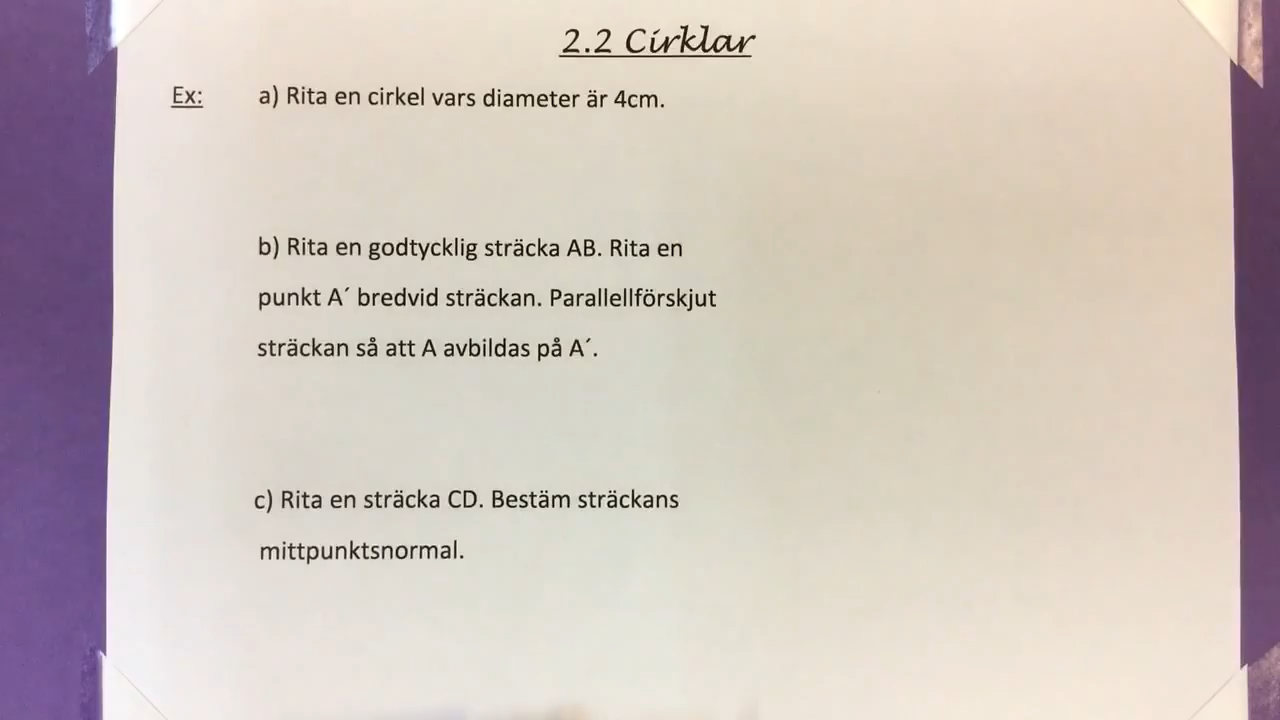 2.2 Cirklar
Ex: a) Rita en cirkel vars diameter är 4cm.
b) Rita en godtycklig sträcka AB. Rita en
punkt A´ bredvid sträckan. Parallellförskjut
sträckan så att A avbildas på A´.
c) Rita en sträcka CD. Bestäm sträckans
mittpunktsnormal.